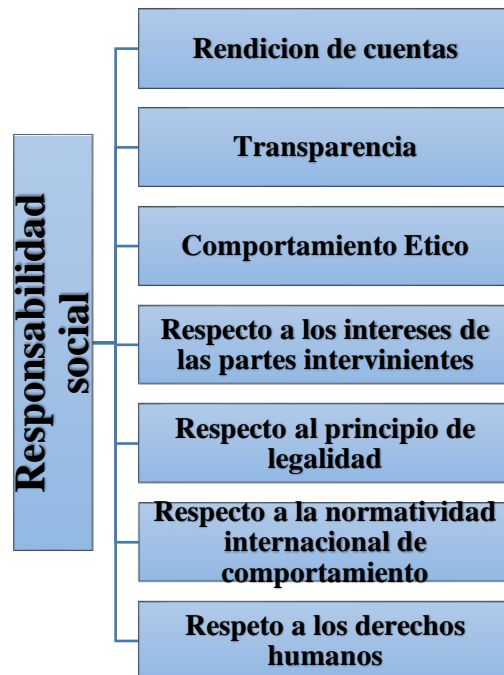 Responsabilidad
social
Rendicion de cuentas
Transparencia
Comportamiento Etico
Respecto a los intereses de
las partes intervinientes
Respecto al principio de
legalidad
Respecto a la normatividad
internacional de
comportamiento
Respeto a los derechos
humanos